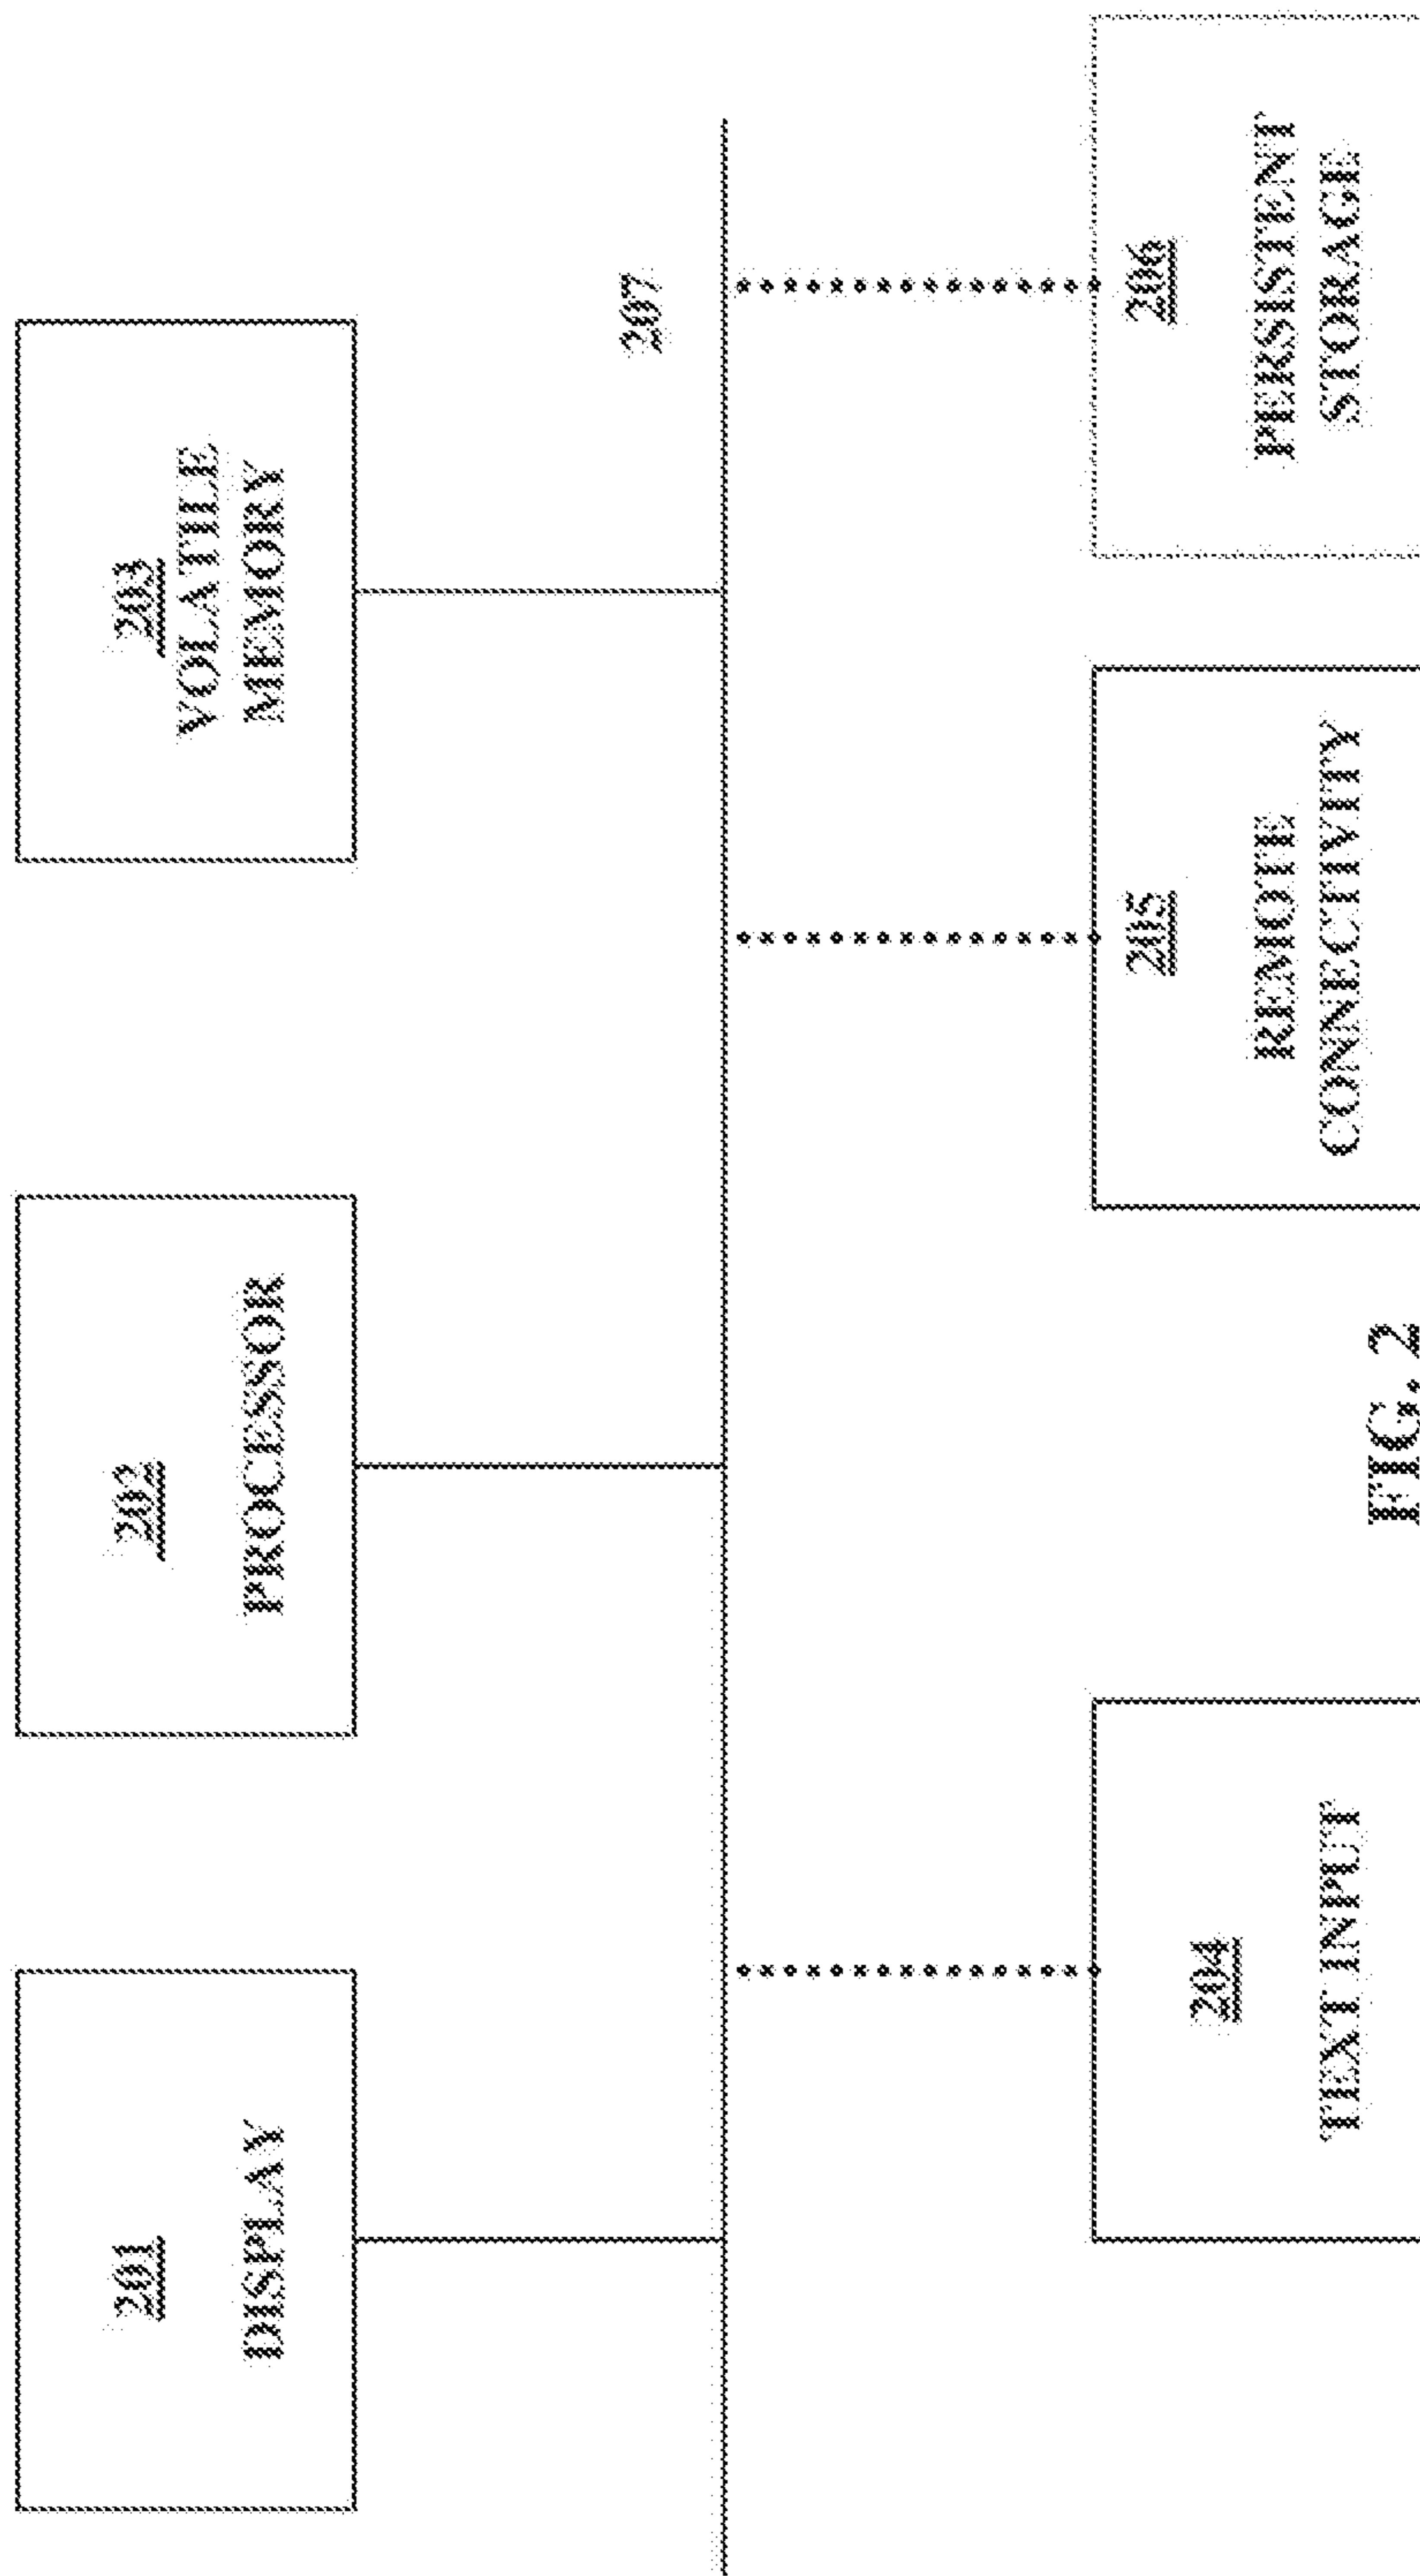 201
DISPLAY
202
PROCESSOR
203
VOLATILE
MEMORY
207
204
TEXT INPUT
205
REMOTE
CONNECTIVITY
206
PERSISTENT
STORAGE
FIG. 2